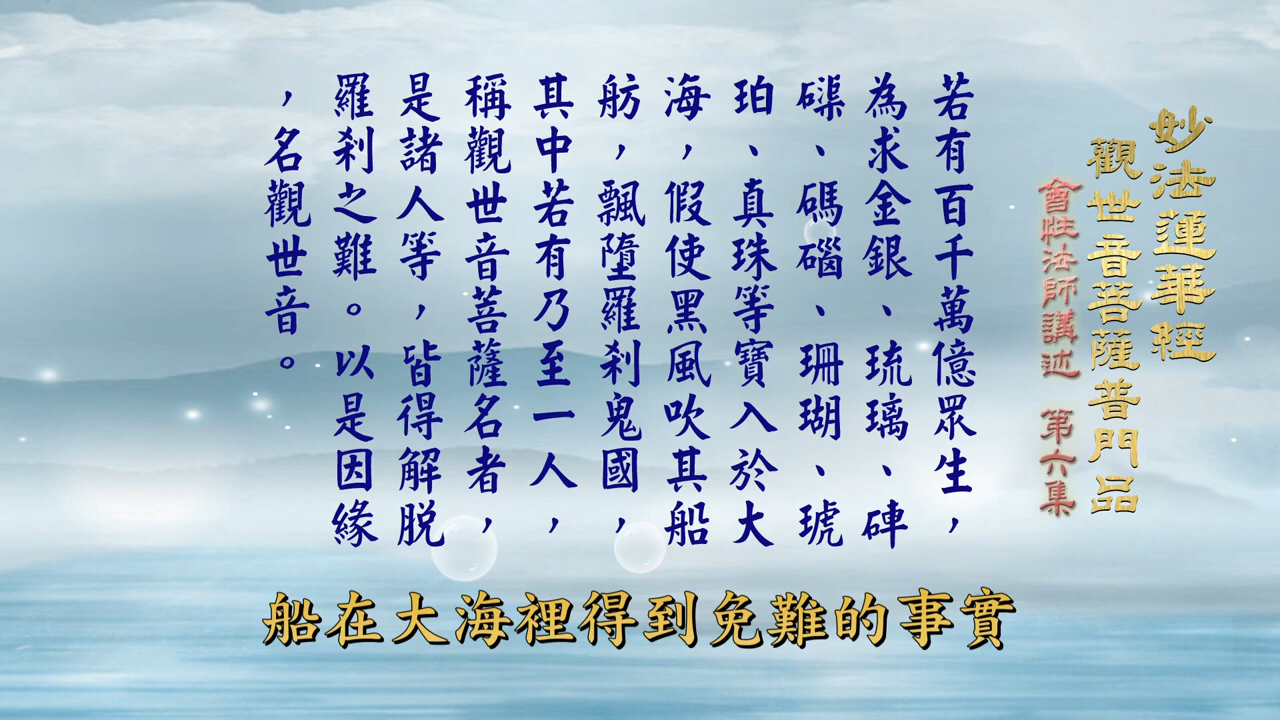 妙法蓮華經
觀世音菩薩普門品
會性法師講述 第六集
若有百千萬億眾生，
為求金銀、琉璃、硨
磲、碼碯、珊瑚、琥
珀、真珠等寶入於大
海，假使黑風吹其船
舫，飄墮羅剎鬼國，
其中若有乃至一人，
稱觀世音菩薩名者，
是諸人等，皆得解脫
羅剎之難。以是因緣
，名觀世音。
船在大海裡得到免難的事實